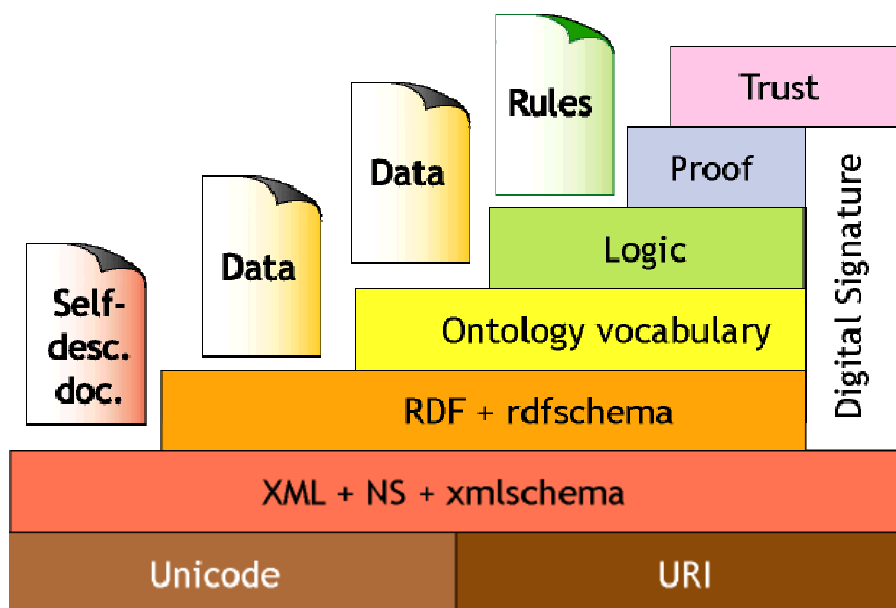 Rules
Trust
Data
Proof
Data
Logic
Self-
desc.
doc.
Ontology vocabulary
Digital Signature
RDF + rdfschema
XML + NS + xmlschema
Unicode
URI